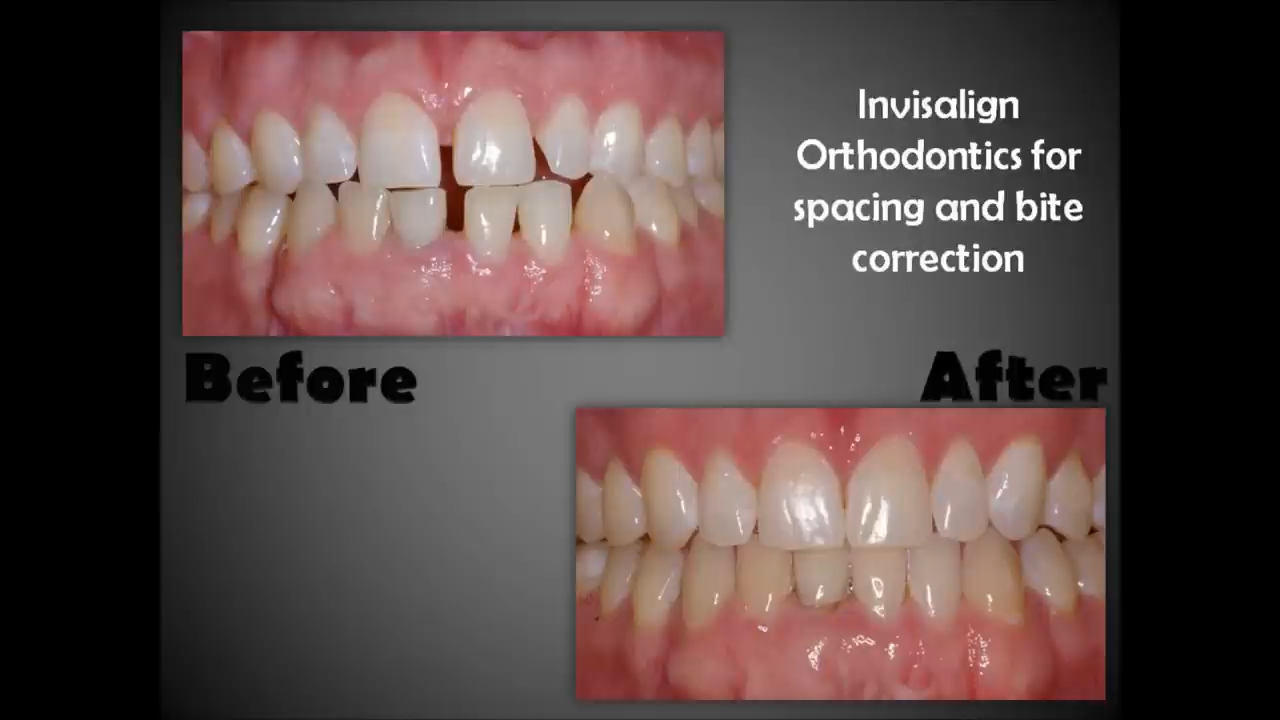 Invisalign
Orthodontics for
spacing and bite
correction
Before
After